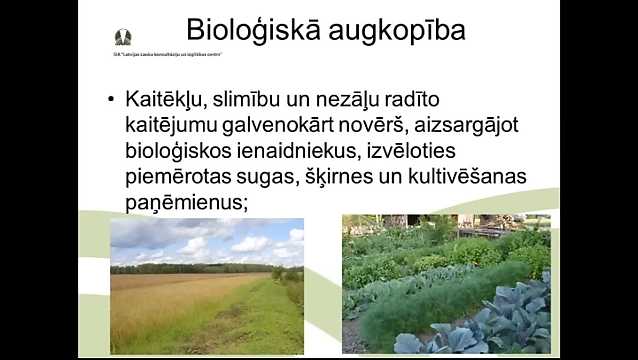 Bioloģiskā augkopība
SIA "Latvijas Lauku konsultāciju un izglītības centrs"
• Kaitēkļu, slimību un nezāļu radīto
kaitējumu galvenokārt novērš, aizsargājot
bioloģiskos ienaidniekus, izvēloties
piemērotas sugas, šķirnes un kultivēšanas
paņēmienus;